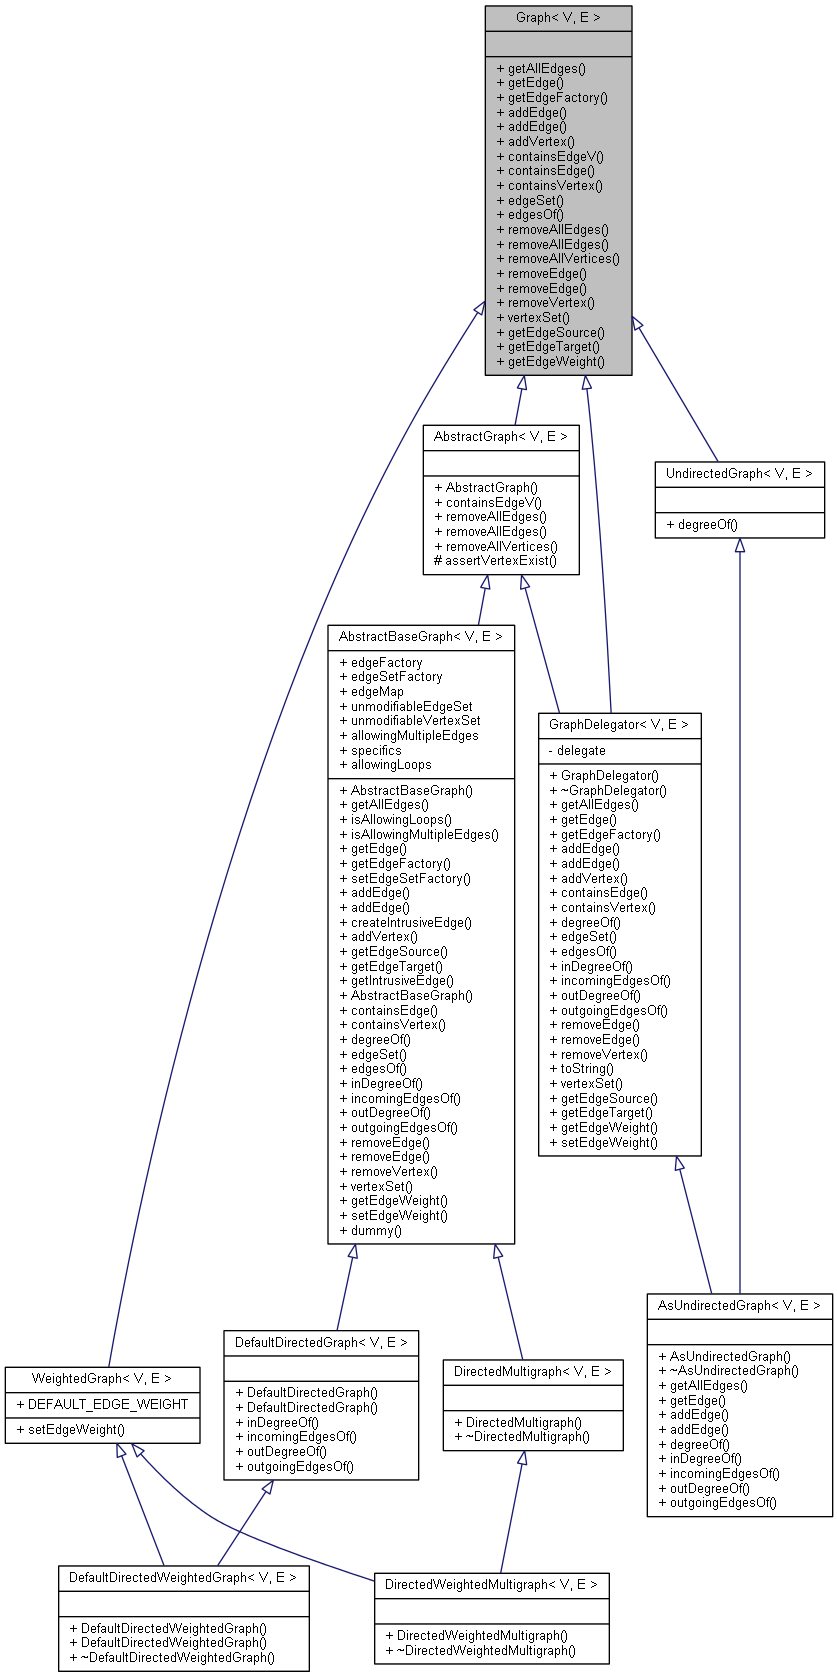 Graph< V, E >
+ getAllEdges()
+ getEdge()
+ getEdgeFactory()
+ addEdge()
+ addEdge()
+ addVertex()
+ containsEdgeV()
+ containsEdge()
+ containsVertex()
+ edgeSet()
+ edgesOf()
+ removeAllEdges()
+ removeAllEdges()
+ removeAllVertices()
+ removeEdge()
+ removeEdge()
+ removeVertex()
+ vertexSet()
+ getEdgeSource()
+ getEdgeTarget()
+ getEdgeWeight()
AbstractGraph< V, E >
+ AbstractGraph()
+ containsEdgeV()
+ removeAllEdges()
+ removeAllEdges()
+ removeAllVertices()
# assertVertexExist()
UndirectedGraph< V, E >
+ degreeOf()
AbstractBaseGraph< V, E >
+ edgeFactory
+ edgeSetFactory
+ edgeMap
+ unmodifiableEdgeSet
+ unmodifiableVertexSet
+ allowingMultipleEdges
+ specifics
+ allowingLoops
+ AbstractBaseGraph()
+ getAllEdges()
+ isAllowingLoops()
+ isAllowingMultipleEdges()
+ getEdge()
+ getEdgeFactory()
+ setEdgeSetFactory()
+ addEdge()
+ addEdge()
+ createIntrusiveEdge()
+ addVertex()
+ getEdgeSource()
+ getEdgeTarget()
+ getIntrusiveEdge()
+ AbstractBaseGraph()
+ containsEdge()
+ containsVertex()
+ degreeOf()
+ edgeSet()
+ edgesOf()
+ inDegreeOf()
+ incomingEdgesOf()
+ outDegreeOf()
+ outgoingEdgesOf()
+ removeEdge()
+ removeEdge()
+ removeVertex()
+ vertexSet()
+ getEdgeWeight()
+ setEdgeWeight()
+ dummy()
GraphDelegator< V, E >
- delegate
+ GraphDelegator()
+ ~GraphDelegator()
+ getAllEdges()
+ getEdge()
+ getEdgeFactory()
+ addEdge()
+ addEdge()
+ addVertex()
+ containsEdge()
+ containsVertex()
+ degreeOf()
+ edgeSet()
+ edgesOf()
+ inDegreeOf()
+ incomingEdgesOf()
+ outDegreeOf()
+ outgoingEdgesOf()
+ removeEdge()
+ removeEdge()
+ removeVertex()
+ toString()
+ vertexSet()
+ getEdgeSource()
+ getEdgeTarget()
+ getEdgeWeight()
+ setEdgeWeight()
AsUndirectedGraph< V, E >
+ AsUndirectedGraph()
+ ~AsUndirectedGraph()
+ getAllEdges()
+ getEdge()
+ addEdge()
+ addEdge()
+ degreeOf()
+ inDegreeOf()
+ incomingEdgesOf()
+ outDegreeOf()
+ outgoingEdgesOf()
WeightedGraph< V, E >
+ DEFAULT_EDGE_WEIGHT
+ setEdgeWeight()
DefaultDirectedGraph< V, E >
+ DefaultDirectedGraph()
+ DefaultDirectedGraph()
+ inDegreeOf()
+ incomingEdgesOf()
+ outDegreeOf()
+ outgoingEdgesOf()
DirectedMultigraph< V, E >
+ DirectedMultigraph()
+ ~DirectedMultigraph()
DefaultDirectedWeightedGraph< V, E >
+ DefaultDirectedWeightedGraph()
+ DefaultDirectedWeightedGraph()
+ ~DefaultDirectedWeightedGraph()
DirectedWeightedMultigraph< V, E >
+ DirectedWeightedMultigraph()
+ ~DirectedWeightedMultigraph()